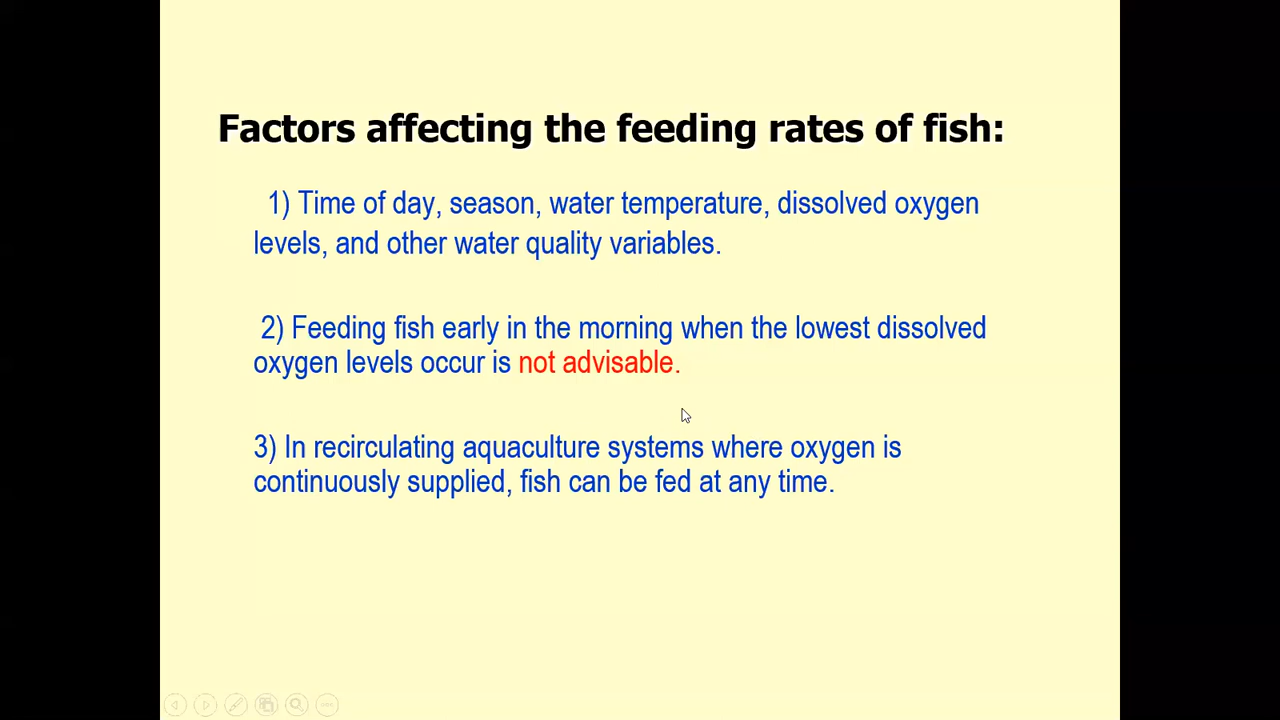 Factors affecting the feeding rates of fish:
1) Time of day, season, water temperature, dissolved oxygen
levels, and other water quality variables.
2) Feeding fish early in the morning when the lowest dissolved
oxygen levels occur is not advisable.
3) In recirculating aquaculture systems where oxygen is
continuously supplied, fish can be fed at any time.